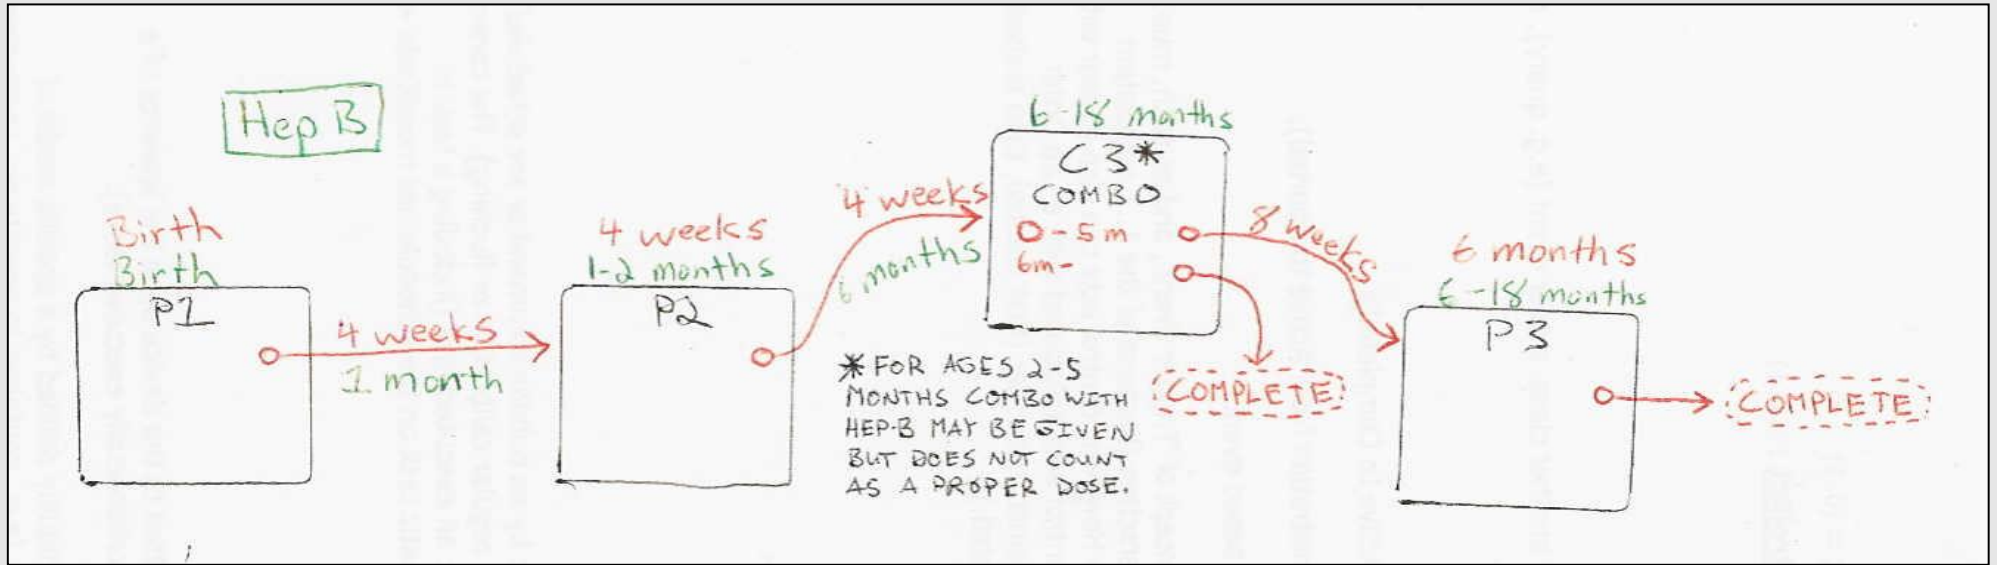 Hep B
Birth
Birth
P1
4 weeks
1 month
4 weeks
1-2 months
P2
4 weeks
6 months
6-18 months
C3*
COMBO
0-5m
6m-
8 weeks
COMPLETE
* FOR AGES 2-5
MONTHS COMBO WITH
HEP-B MAY BE GIVEN
BUT DOES NOT COUNT
AS A PROPER DOSE.
6 months
6-18 months
P3
COMPLETE